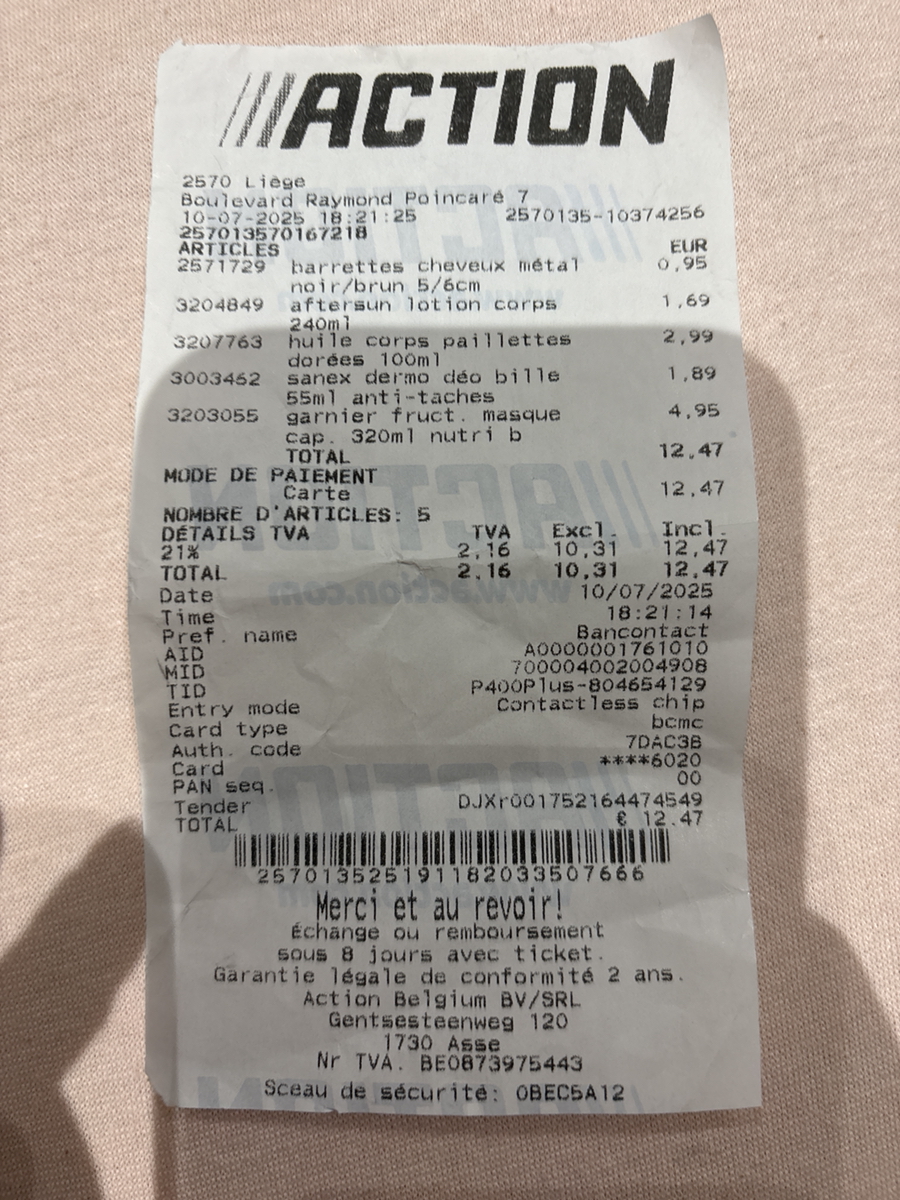 ACTION
2570 Liège
Boulevard Raymond Poincaré 7
10-07-2025 18:21:25 2570135-10374256
257013570167218
ARTICLES EUR
2571729 barrettes cheveux métal 0,95
noir/brun 5/6cm
3204849 aftersun lotion corps 1,69
240ml
3207763 huile corps paillettes 2,99
dorées 100ml
3003462 sanex dermo déo bille 1,89
55ml anti-taches
3203055 garnier fruct. masque 4,95
cap. 320ml nutri b
TOTAL 12,47
MODE DE PAIEMENT
Carte 12,47
NOMBRE D'ARTICLES: 5
DÉTAILS TVA TVA Excl. Incl.
21% 2,16 10,31 12,47
TOTAL 2,16 10,31 12,47
Date 10/07/2025
Time 18:21:14
Pref. name Bancontact
AID A0000001761010
MID 700004002004908
TID P400Plus-804654129
Entry mode Contactless chip
Card type bcmc
Auth. code 7DAC3B
Card ****6020
PAN seq. 00
Tender DJXr001752164474549
TOTAL € 12.47
257013525191182033507666
Merci et au revoir!
Échange ou remboursement
sous 8 jours avec ticket.
Garantie légale de conformité 2 ans.
Action Belgium BV/SRL
Gentsesteenweg 120
1730 Asse
Nr TVA. BE0873975443
Sceau de sécurité: 0BEC5A12